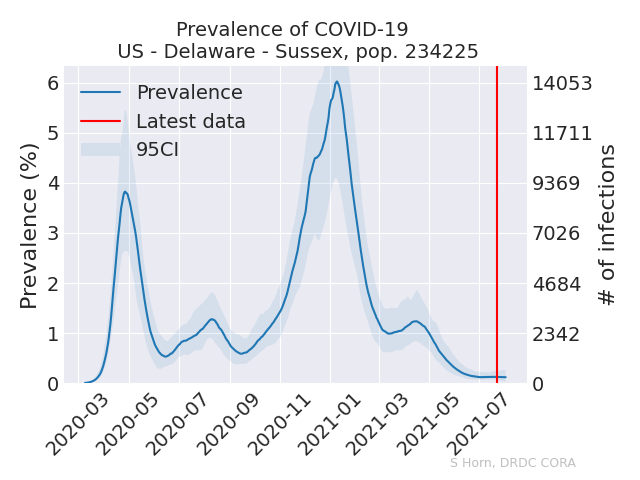 Prevalence of COVID-19
US - Delaware - Sussex, pop. 234225
Prevalence
Latest data
95CI
Prevalence (%)
6
5
4
3
2
1
0
14053
11711
9369
7026
4684
2342
0
# of infections
2020-03
2020-05
2020-07
2020-09
2020-11
2021-01
2021-03
2021-05
2021-07
S Horn, DRDC CORA